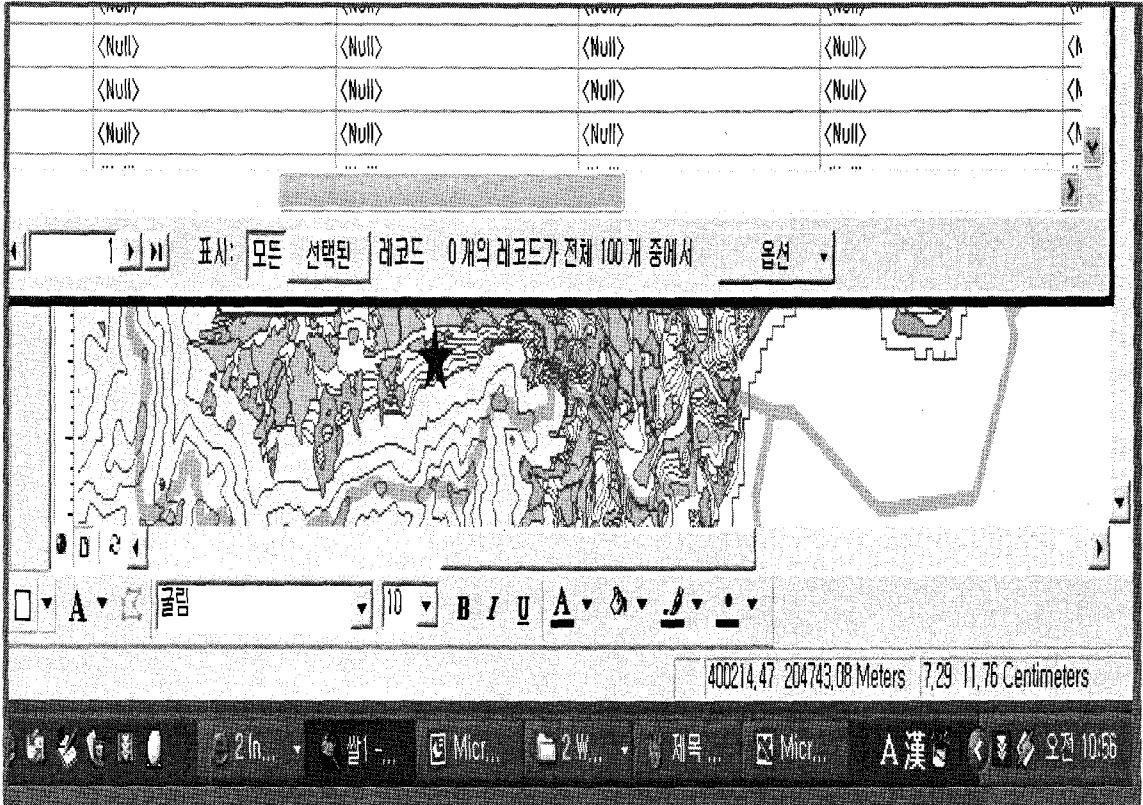 <Null> <Null> <Null> <Null>
<Null> <Null> <Null> <Null>
<Null> <Null> <Null> <Null>
1 표시: 모든 선택된 레코드 0 개의 레코드가 전체 100 개 중에서 옵션
A 굴림 10 B I U A
400214,47 204743,08 Meters 7,29 11,76 Centimeters
2 In,,, Micr,,, 2 W,,, 제목 ,,, Micr,,, A 漢 오전 10:56